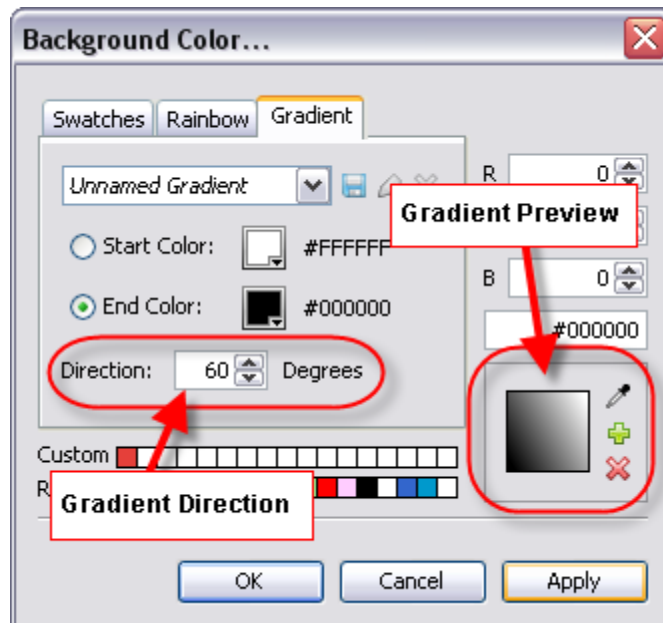 Background Color...
Swatches Rainbow Gradient
Unnamed Gradient
R 0
Gradient Preview
Start Color: #FFFFFF
B 0
End Color: #000000
#000000
Direction: 60 Degrees
Custom
R
Gradient Direction
OK Cancel Apply